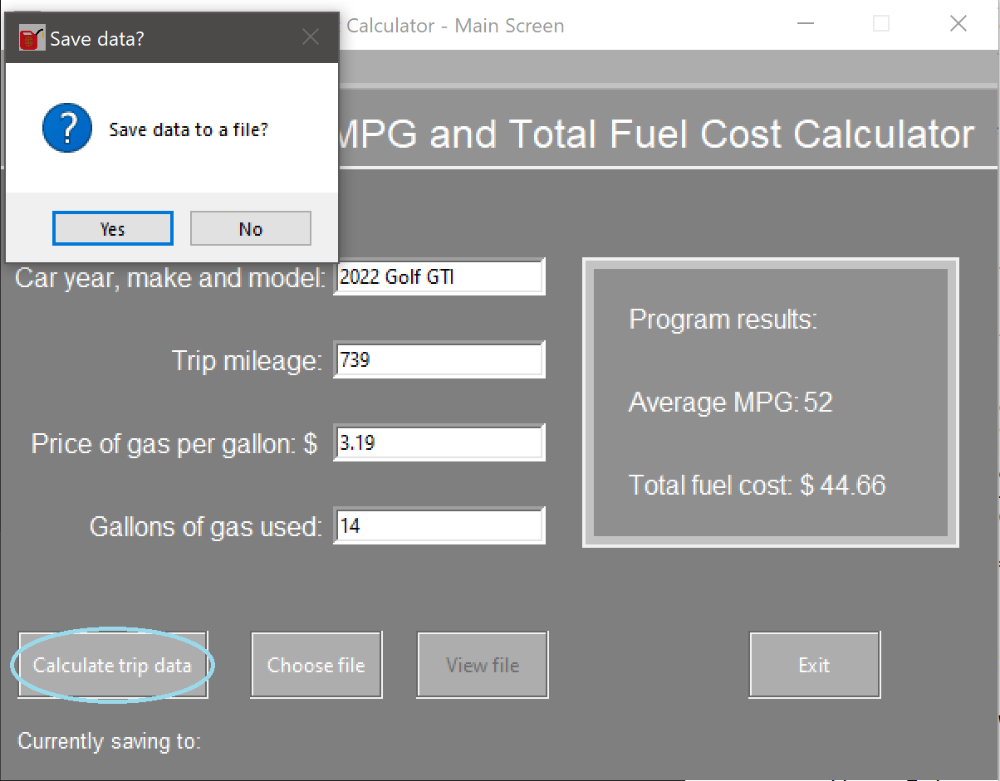 Save data?
Calculator - Main Screen
Save data to a file?
MPG and Total Fuel Cost Calculator
Yes
No
Car year, make and model:
2022 Golf GTI
Trip mileage:
739
Price of gas per gallon: $
3.19
Gallons of gas used:
14
Program results:
Average MPG: 52
Total fuel cost: $ 44.66
Calculate trip data
Choose file
View file
Exit
Currently saving to: